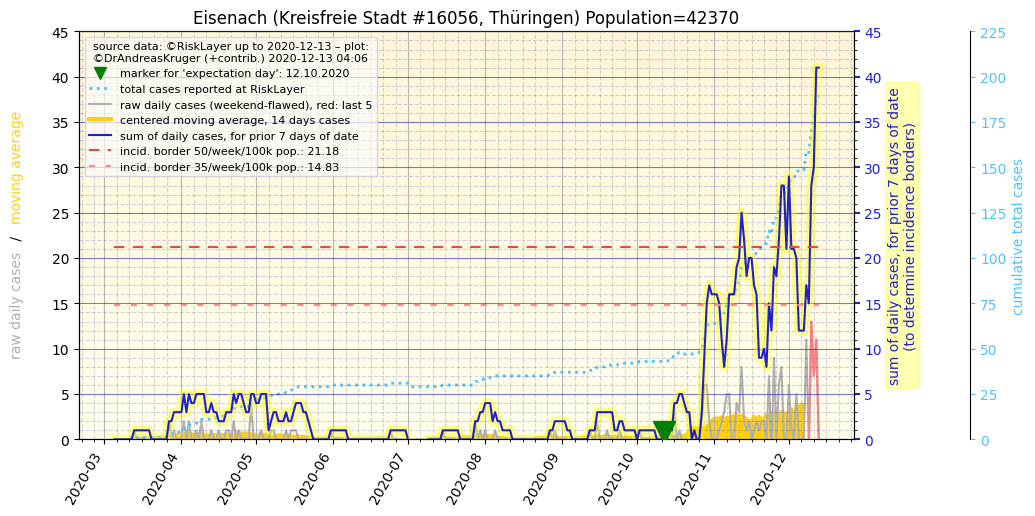 Eisenach (Kreisfreie Stadt #16056, Thüringen) Population=42370
source data: ©RiskLayer up to 2020-12-13 – plot:
©DrAndreasKruger (+contrib.) 2020-12-13 04:06
marker for 'expectation day': 12.10.2020
total cases reported at RiskLayer
raw daily cases (weekend-flawed), red: last 5
centered moving average, 14 days cases
sum of daily cases, for prior 7 days of date
incid. border 50/week/100k pop.: 21.18
incid. border 35/week/100k pop.: 14.83
raw daily cases / moving average
45
40
35
30
25
20
15
10
5
0
2020-03
2020-04
2020-05
2020-06
2020-07
2020-08
2020-09
2020-10
2020-11
2020-12
45
40
35
30
25
20
15
10
5
0
sum of daily cases, for prior 7 days of date
(to determine incidence borders)
225
200
175
150
125
100
75
50
25
0
cumulative total cases